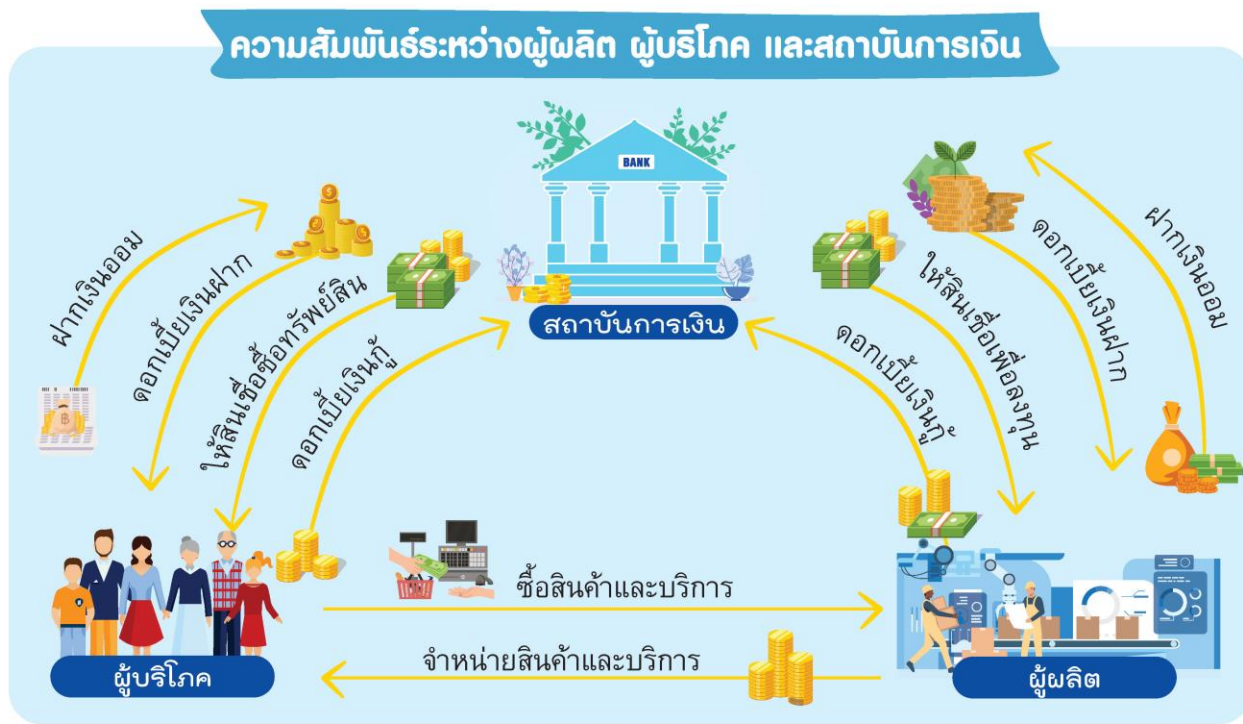 ความสัมพันธ์ระหว่างผู้ผลิต ผู้บริโภค และสถาบันการเงิน
BANK
สถาบันการเงิน
ฝากเงินออม
ดอกเบี้ยเงินฝาก
ให้สินเชื่อซื้อทรัพย์สิน
ดอกเบี้ยเงินกู้
ดอกเบี้ยเงินกู้
ให้สินเชื่อเพื่อลงทุน
ดอกเบี้ยเงินฝาก
ฝากเงินออม
ซื้อสินค้าและบริการ
จำหน่ายสินค้าและบริการ
ผู้บริโภค
ผู้ผลิต